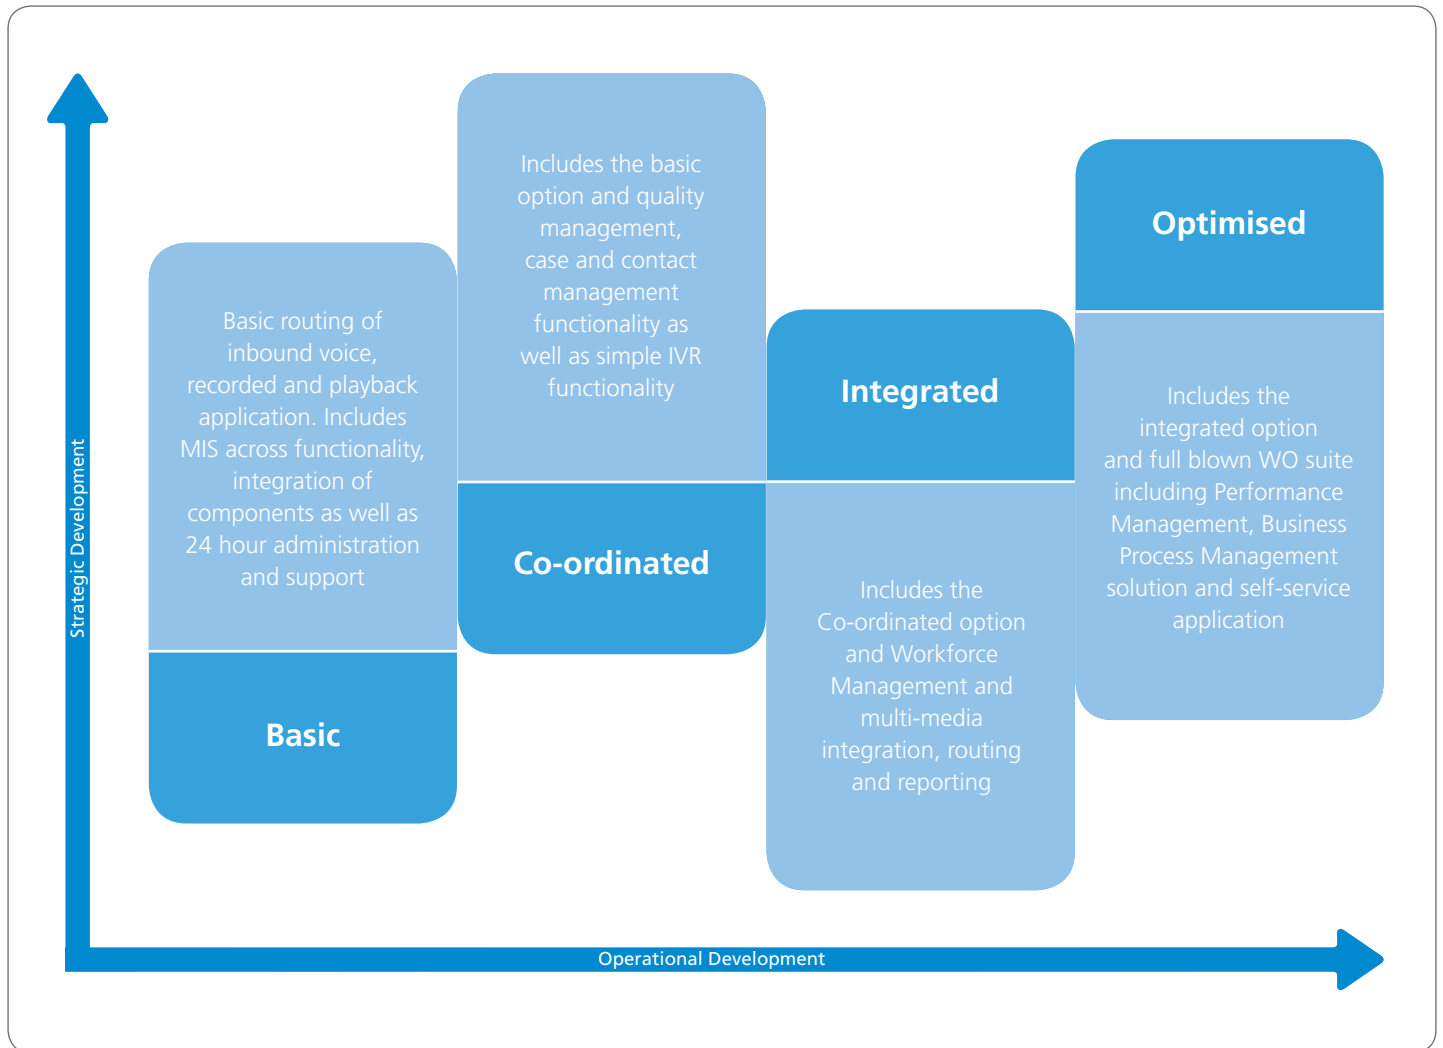 Strategic Development
Basic routing of
inbound voice,
recorded and playback
application. Includes
MIS across functionality,
integration of
components as well as
24 hour administration
and support
Basic
Includes the basic
option and quality
management,
case and contact
management
functionality as
well as simple IVR
functionality
Co-ordinated
Integrated
Includes the
Co-ordinated option
and Workforce
Management and
multi-media
integration, routing
and reporting
Optimised
Includes the
integrated option
and full blown WO suite
including Performance
Management, Business
Process Management
solution and self-service
application
Operational Development